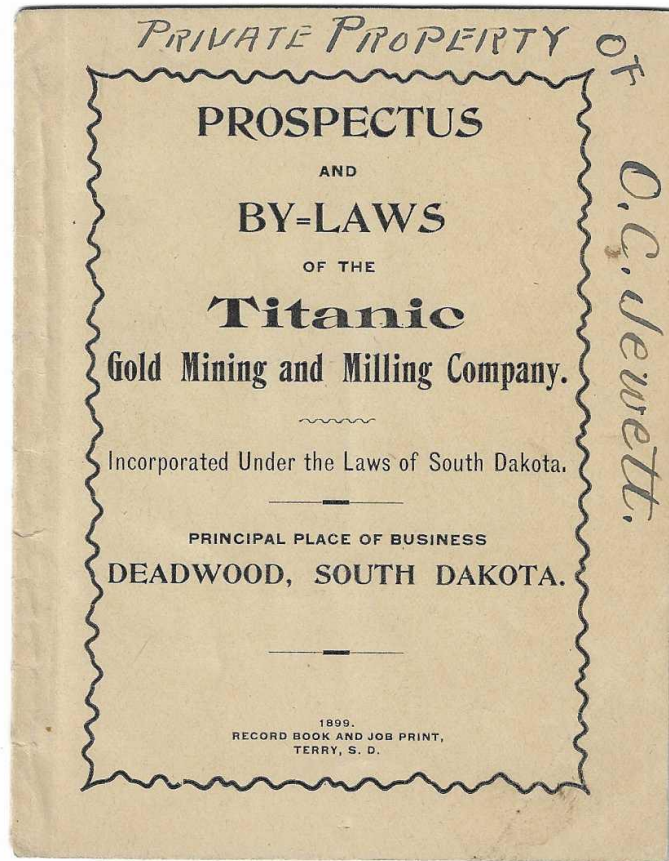 PRIVATE PROPERTY OF
O.C. Jewett.
PROSPECTUS
AND
BY=LAWS
OF THE
Titanic
Gold Mining and Milling Company.
Incorporated Under the Laws of South Dakota.
PRINCIPAL PLACE OF BUSINESS
DEADWOOD, SOUTH DAKOTA.
1899.
RECORD BOOK AND JOB PRINT,
TERRY, S. D.